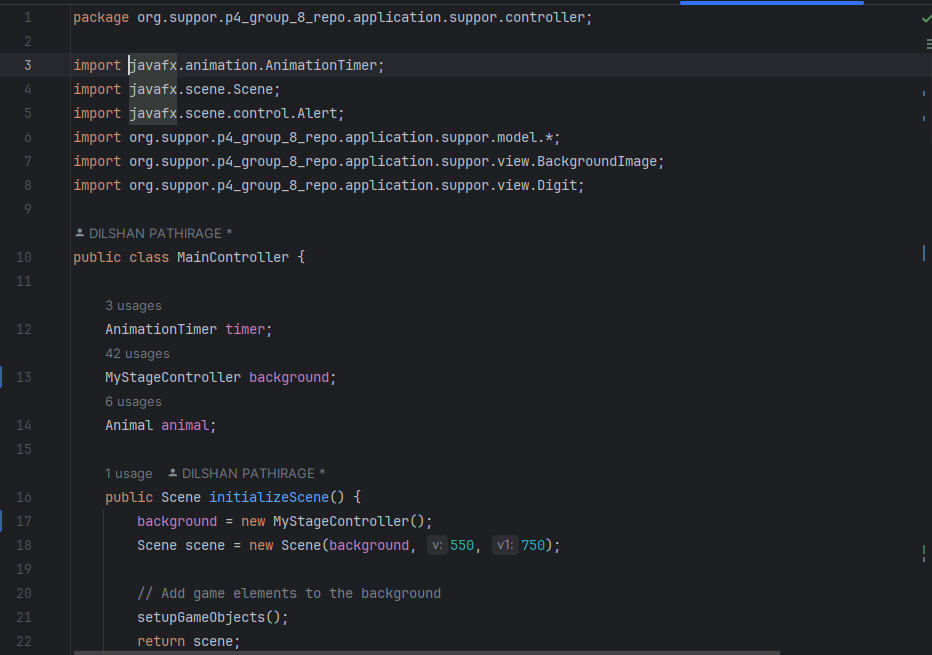 1 package org.suppor.p4_group_8_repo.application.suppor.controller;
2
3 import javafx.animation.AnimationTimer;
4 import javafx.scene.Scene;
5 import javafx.scene.control.Alert;
6 import org.suppor.p4_group_8_repo.application.suppor.model.*;
7 import org.suppor.p4_group_8_repo.application.suppor.view.BackgroundImage;
8 import org.suppor.p4_group_8_repo.application.suppor.view.Digit;
9
DILSHAN PATHIRAGE *
10 public class MainController {
11
3 usages
12 AnimationTimer timer;
42 usages
13 MyStageController background;
6 usages
14 Animal animal;
15
1 usage DILSHAN PATHIRAGE *
16 public Scene initializeScene() {
17 background = new MyStageController();
18 Scene scene = new Scene(background, v: 550, v1: 750);
19
20 // Add game elements to the background
21 setupGameObjects();
22 return scene;